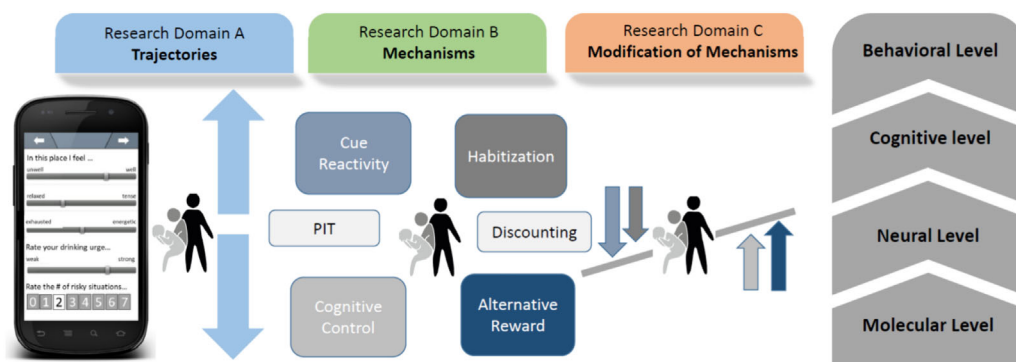 Research Domain A
Trajectories
Research Domain B
Mechanisms
Research Domain C
Modification of Mechanisms
In this place I feel ...
unwell well
relaxed tense
exhausted energetic
Rate your drinking urge...
weak strong
Rate the # of risky situations...
0 1 2 3 4 5 6 7
Cue
Reactivity
Habitization
PIT
Discounting
Cognitive
Control
Alternative
Reward
Behavioral Level
Cognitive level
Neural Level
Molecular Level